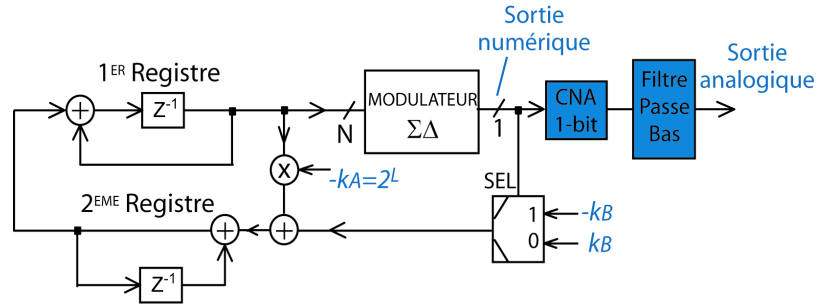 Sortie
numérique
Sortie
analogique
1ER Registre
+
Z-1
MODULATEUR
ΣΔ
N
1
CNA
1-bit
Filtre
Passe
Bas
X
-kA=2L
SEL
2EME Registre
+
+
1
0
-kB
kB
Z-1